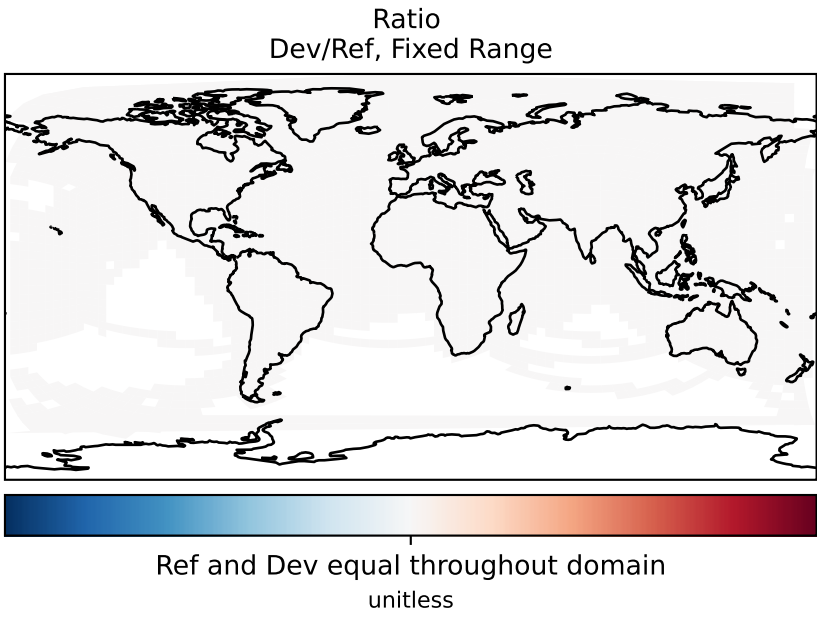 Ratio
Dev/Ref, Fixed Range
Ref and Dev equal throughout domain
unitless